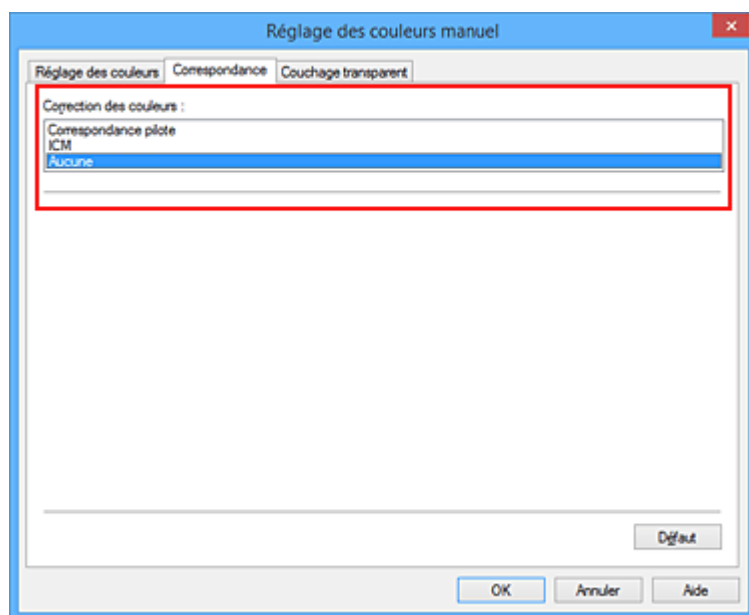 Réglage des couleurs manuel
Réglage des couleurs Correspondance Couchage transparent
Correction des couleurs :
Correspondance pilote
ICM
Aucune
Défaut
OK Annuler Aide